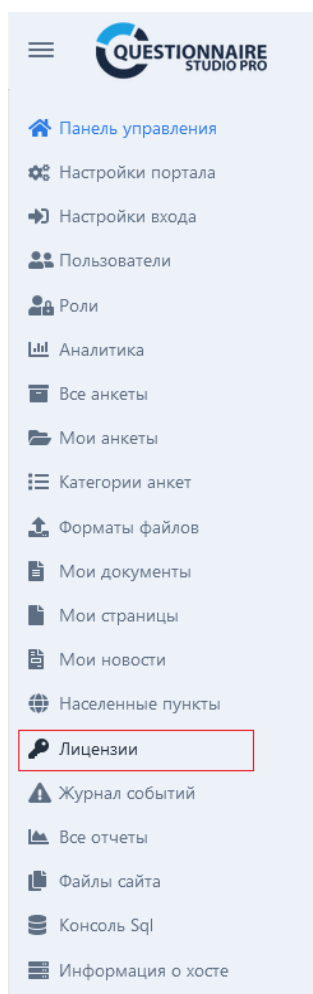 QUESTIONNAIRE
STUDIO PRO
Панель управления
Настройки портала
Настройки входа
Пользователи
Роли
Аналитика
Все анкеты
Мои анкеты
Категории анкет
Форматы файлов
Мои документы
Мои страницы
Мои новости
Населенные пункты
Лицензии
Журнал событий
Все отчеты
Файлы сайта
Консоль Sql
Информация о хосте